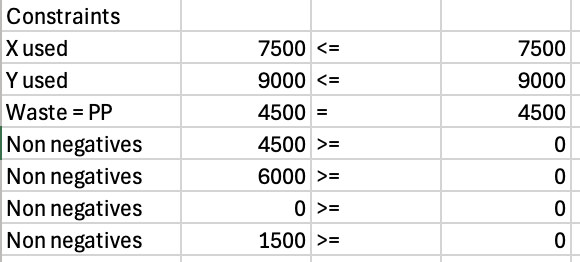 Constraints
X used 7500 <= 7500
Y used 9000 <= 9000
Waste = PP 4500 = 4500
Non negatives 4500 >= 0
Non negatives 6000 >= 0
Non negatives 0 >= 0
Non negatives 1500 >= 0